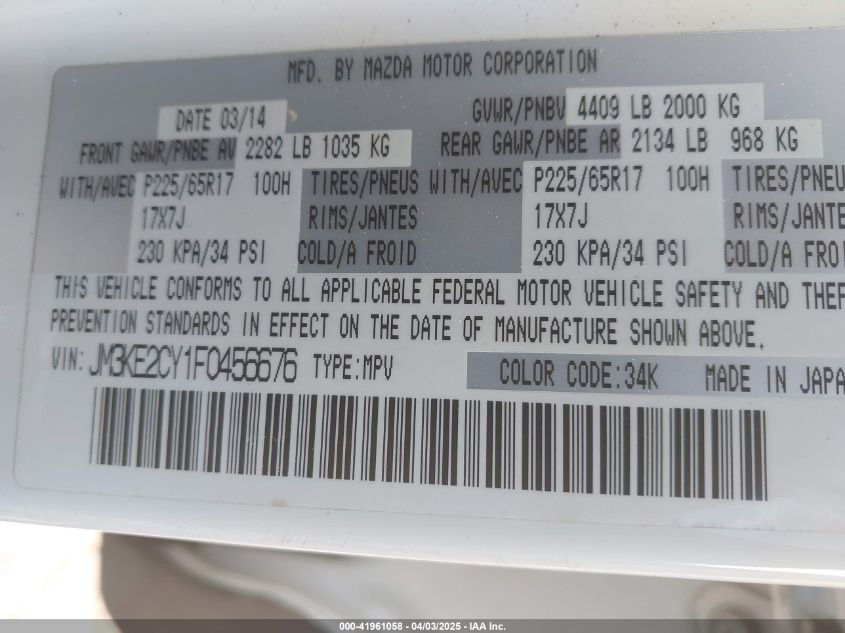 MFD. BY MAZDA MOTOR CORPORATION
DATE 03/14 GVWR/PNBV 4409 LB 2000 KG
FRONT GAWR/PNBE AV 2282 LB 1035 KG REAR GAWR/PNBE AR 2134 LB 968 KG
WITH/AVEC P225/65R17 100H TIRES/PNEUS WITH/AVEC P225/65R17 100H TIRES/PNEU
17X7J RIMS/JANTES 17X7J RIMS/JANTE
230 KPA/34 PSI COLD/A FROID 230 KPA/34 PSI COLD/A FROI
THIS VEHICLE CONFORMS TO ALL APPLICABLE FEDERAL MOTOR VEHICLE SAFETY AND THEF
PREVENTION STANDARDS IN EFFECT ON THE DATE OF MANUFACTURE SHOWN ABOVE.
VIN: JM3KE2CY1F0456676 TYPE:MPV COLOR CODE:34K MADE IN JAPA
000-41961058 - 04/03/2025 - IAA Inc.